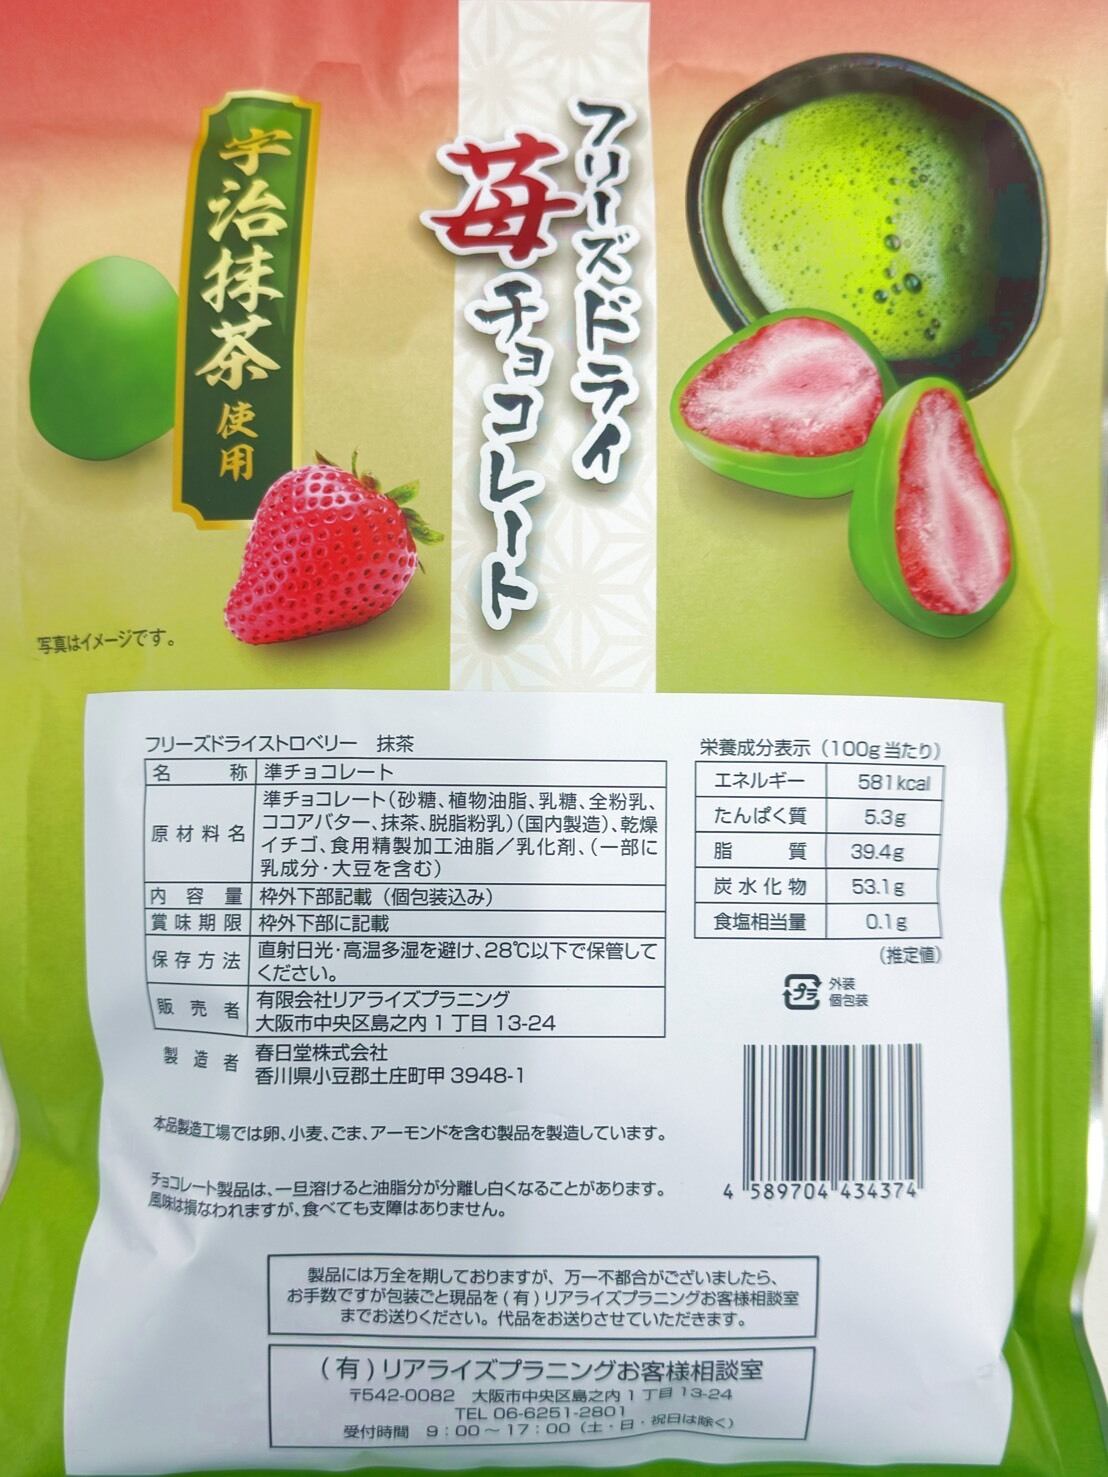 フリーズドライ
苺チョコレート
宇治抹茶使用
写真はイメージです。
フリーズドライストロベリー 抹茶
名称 準チョコレート
原材料名 準チョコレート(砂糖、植物油脂、乳糖、全粉乳、
ココアバター、抹茶、脱脂粉乳)(国内製造)、乾燥
イチゴ、食用精製加工油脂/乳化剤、(一部に
乳成分・大豆を含む)
内容量 枠外下部記載(個包装込み)
賞味期限 枠外下部に記載
保存方法 直射日光・高温多湿を避け、28℃以下で保管して
ください。
販売者 有限会社リアライズプラニング
大阪市中央区島之内1丁目13-24
製造者 春日堂株式会社
香川県小豆郡土庄町甲3948-1
本品製造工場では卵、小麦、ごま、アーモンドを含む製品を製造しています。
チョコレート製品は、一旦溶けると油脂分が分離し白くなることがあります。
風味は損なわれますが、食べても支障はありません。
栄養成分表示(100g当たり)
エネルギー 581kcal
たんぱく質 5.3g
脂質 39.4g
炭水化物 53.1g
食塩相当量 0.1g
(推定値)
プラ
外装
個包装
4 589704 434374
製品には万全を期しておりますが、万一不都合がございましたら、
お手数ですが包装ごと現品を(有)リアライズプラニングお客様相談室
までお送りください。代品をお送りさせていただきます。
(有)リアライズプラニングお客様相談室
〒542-0082 大阪市中央区島之内1丁目13-24
TEL 06-6251-2801
受付時間 9:00～17:00(土・日・祝日は除く)